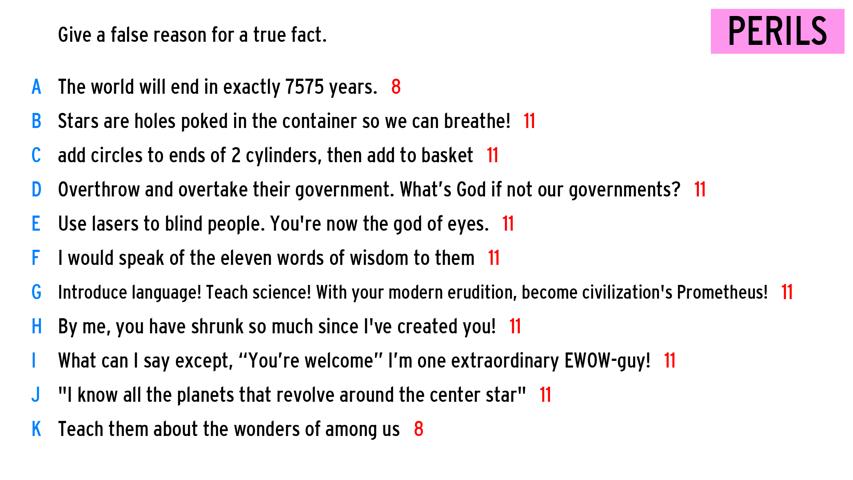 Give a false reason for a true fact.
PERILS
A The world will end in exactly 7575 years. 8
B Stars are holes poked in the container so we can breathe! 11
C add circles to ends of 2 cylinders, then add to basket 11
D Overthrow and overtake their government. What's God if not our governments? 11
E Use lasers to blind people. You're now the god of eyes. 11
F I would speak of the eleven words of wisdom to them 11
G Introduce language! Teach science! With your modern erudition, become civilization's Prometheus! 11
H By me, you have shrunk so much since I've created you! 11
I What can I say except, “You're welcome” I'm one extraordinary EWOW-guy! 11
J "I know all the planets that revolve around the center star" 11
K Teach them about the wonders of among us 8